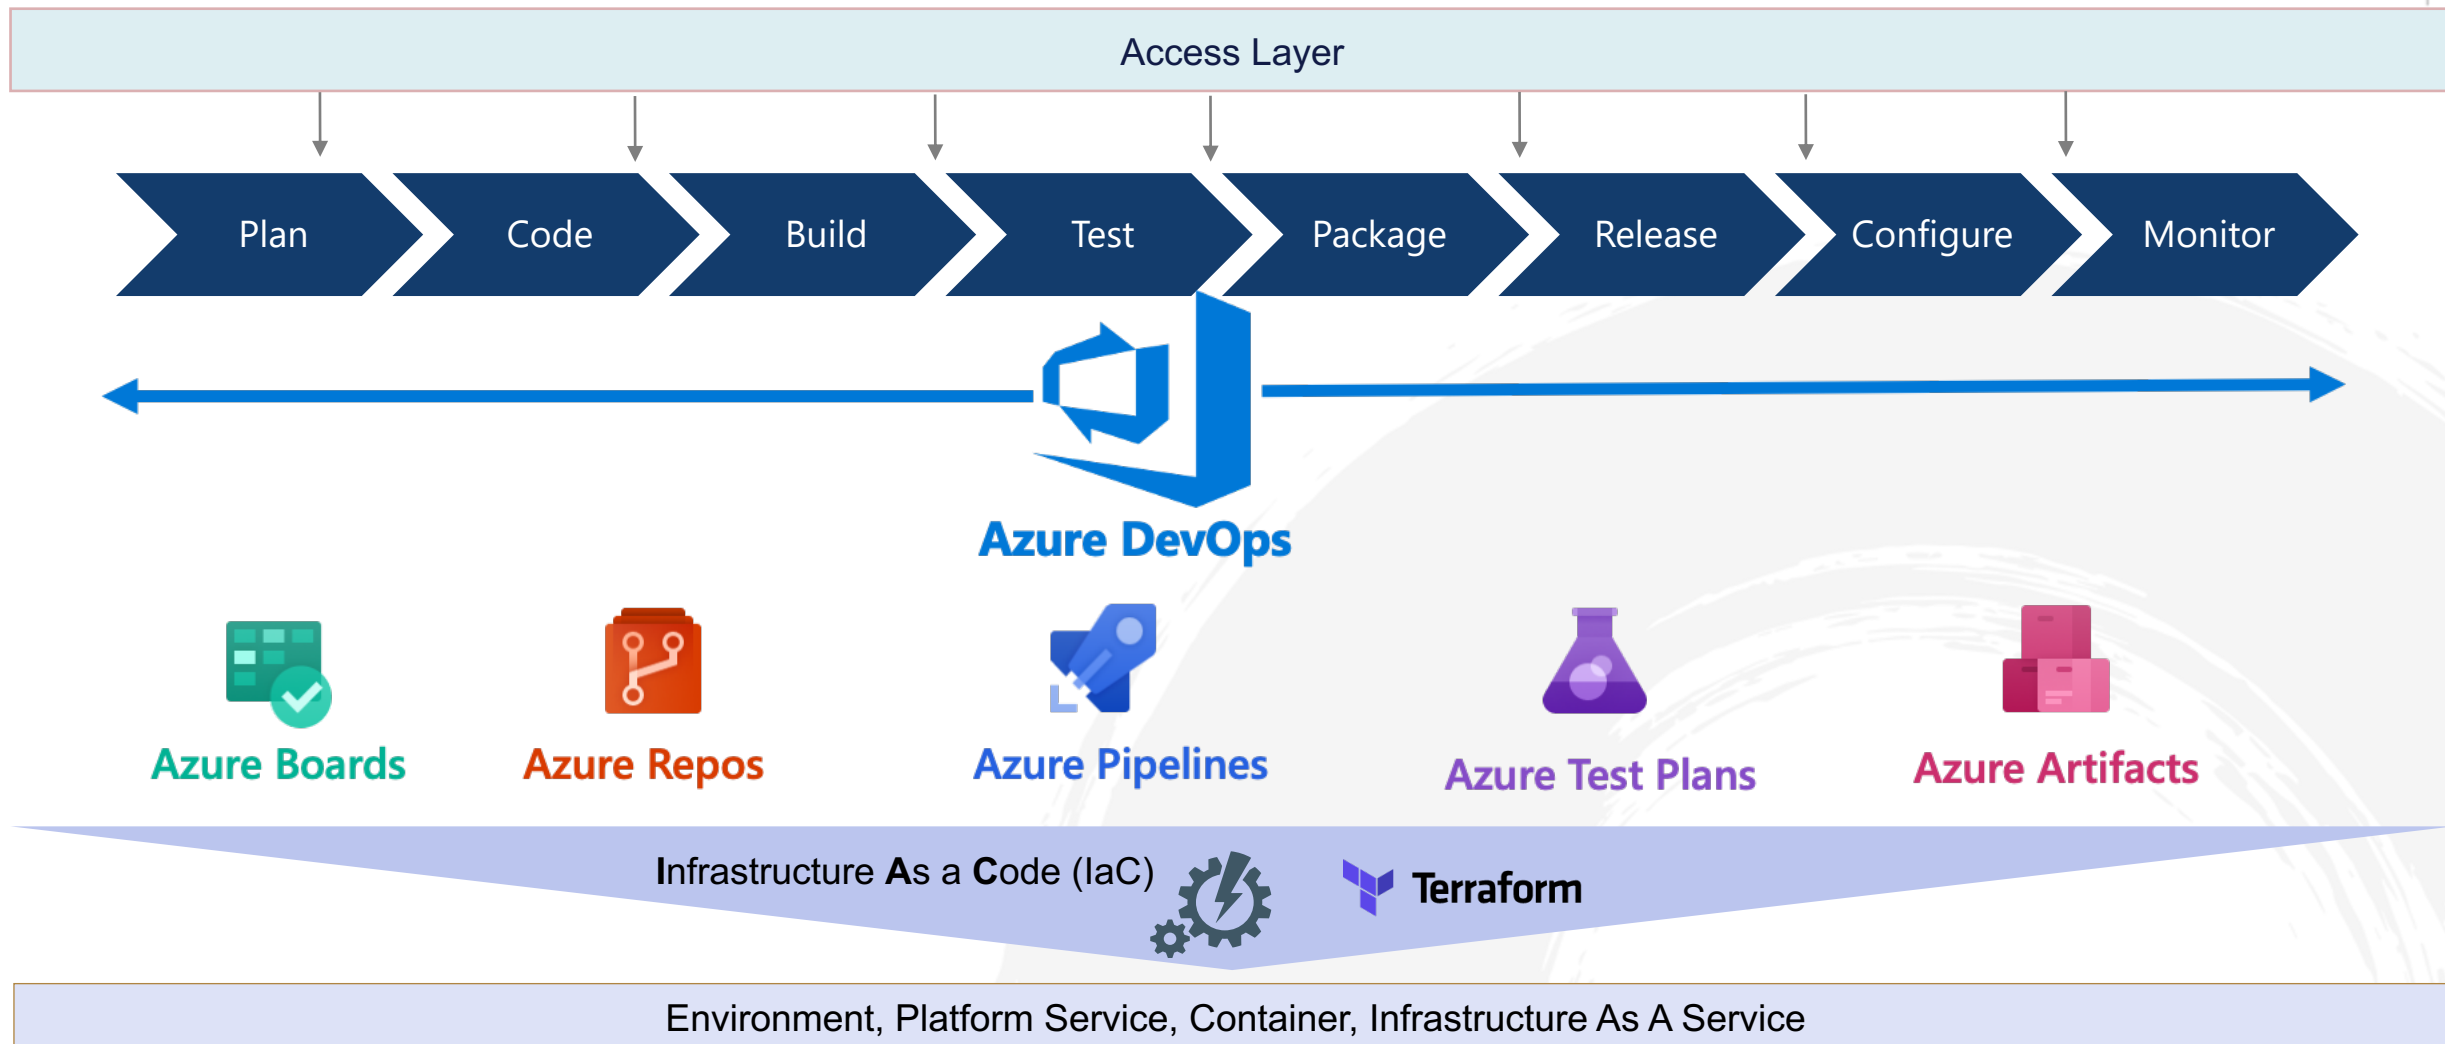 Access Layer
Plan
Code
Build
Test
Package
Release
Configure
Monitor
Azure DevOps
Azure Boards
Azure Repos
Azure Pipelines
Azure Test Plans
Azure Artifacts
Infrastructure As a Code (IaC)
Terraform
Environment, Platform Service, Container, Infrastructure As A Service